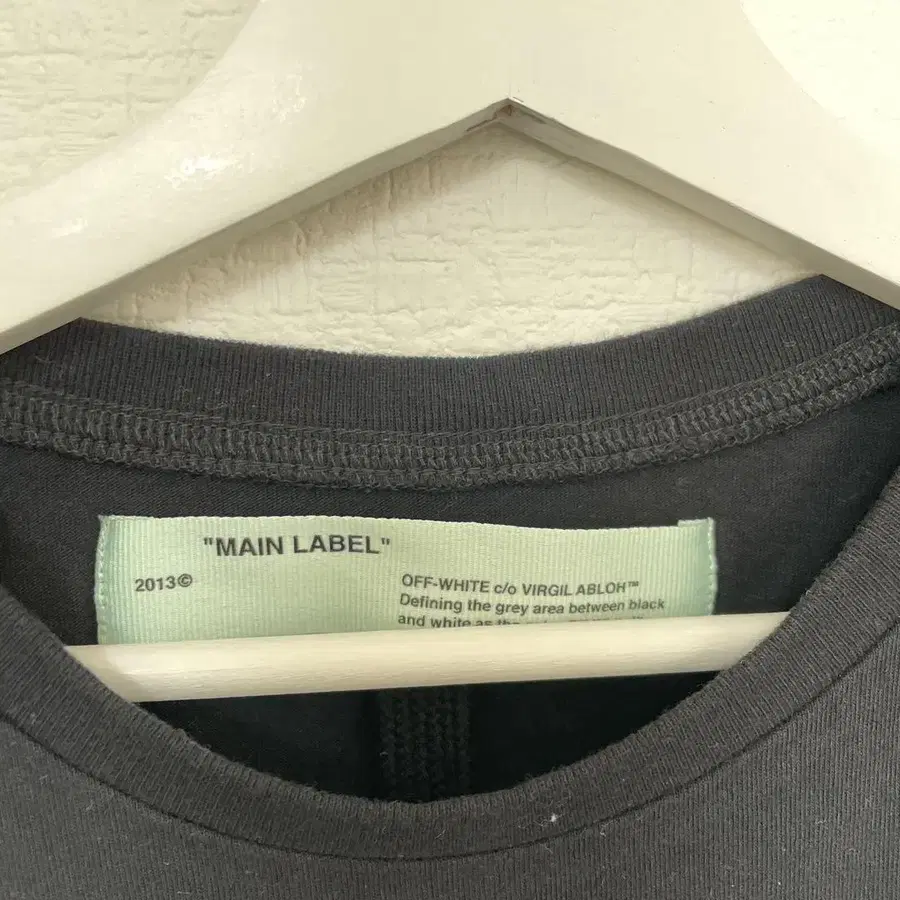 "MAIN LABEL"
2013©
OFF-WHITE c/o VIRGIL ABLOH™
Defining the grey area between black
and white as the